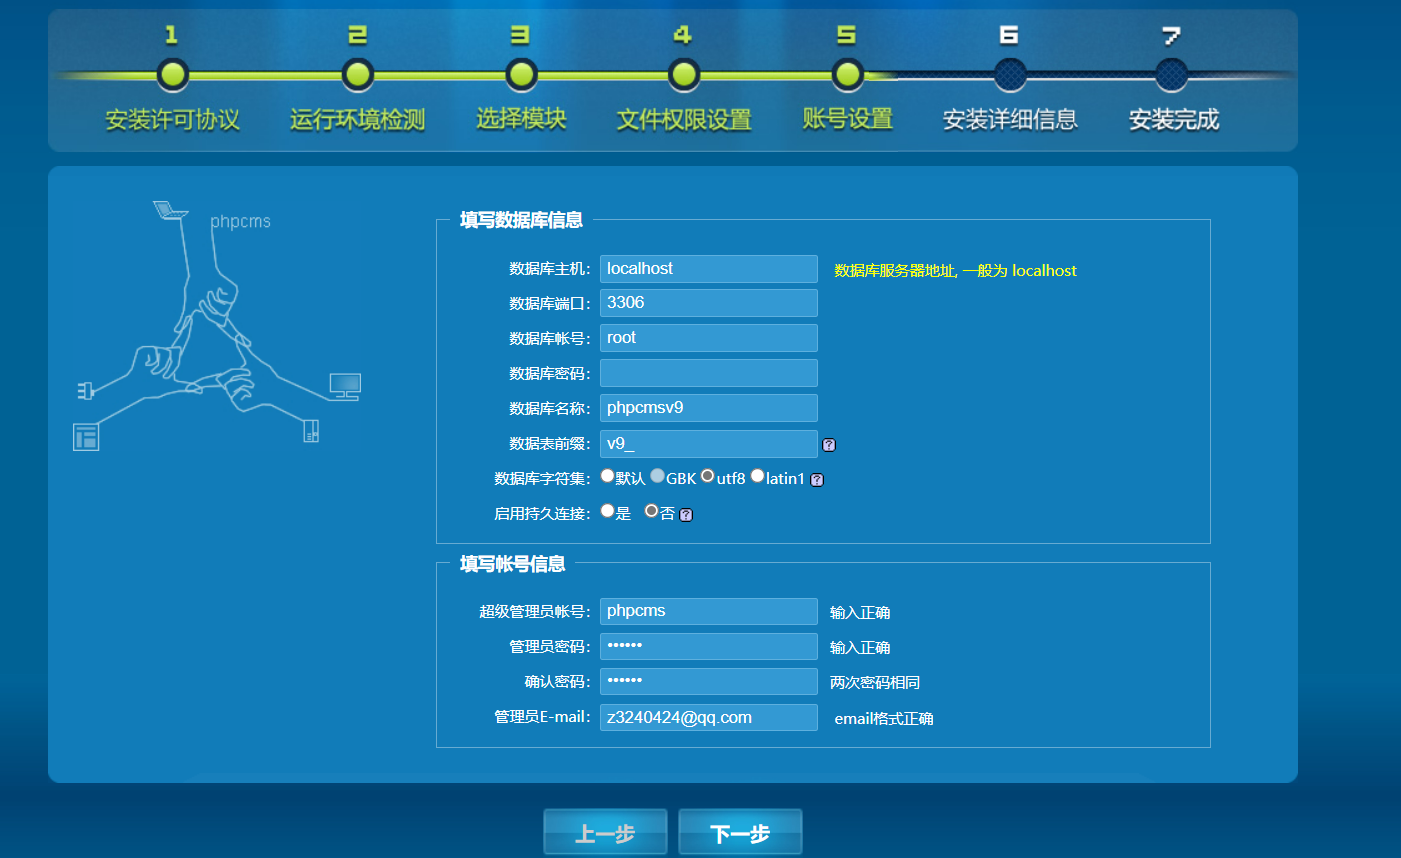 1 2 3 4 5 6 7
安装许可协议 运行环境检测 选择模块 文件权限设置 账号设置 安装详细信息 安装完成
phpcms
填写数据库信息
数据库主机： localhost 数据库服务器地址, 一般为 localhost
数据库端口： 3306
数据库帐号： root
数据库密码：
数据库名称： phpcmsv9
数据表前缀： v9_ ?
数据库字符集： 默认 GBK utf8 latin1 ?
启用持久连接： 是 否 ?
填写帐号信息
超级管理员帐号： phpcms 输入正确
管理员密码： •••••• 输入正确
确认密码： •••••• 两次密码相同
管理员E-mail： z3240424@qq.com email格式正确
上一步 下一步